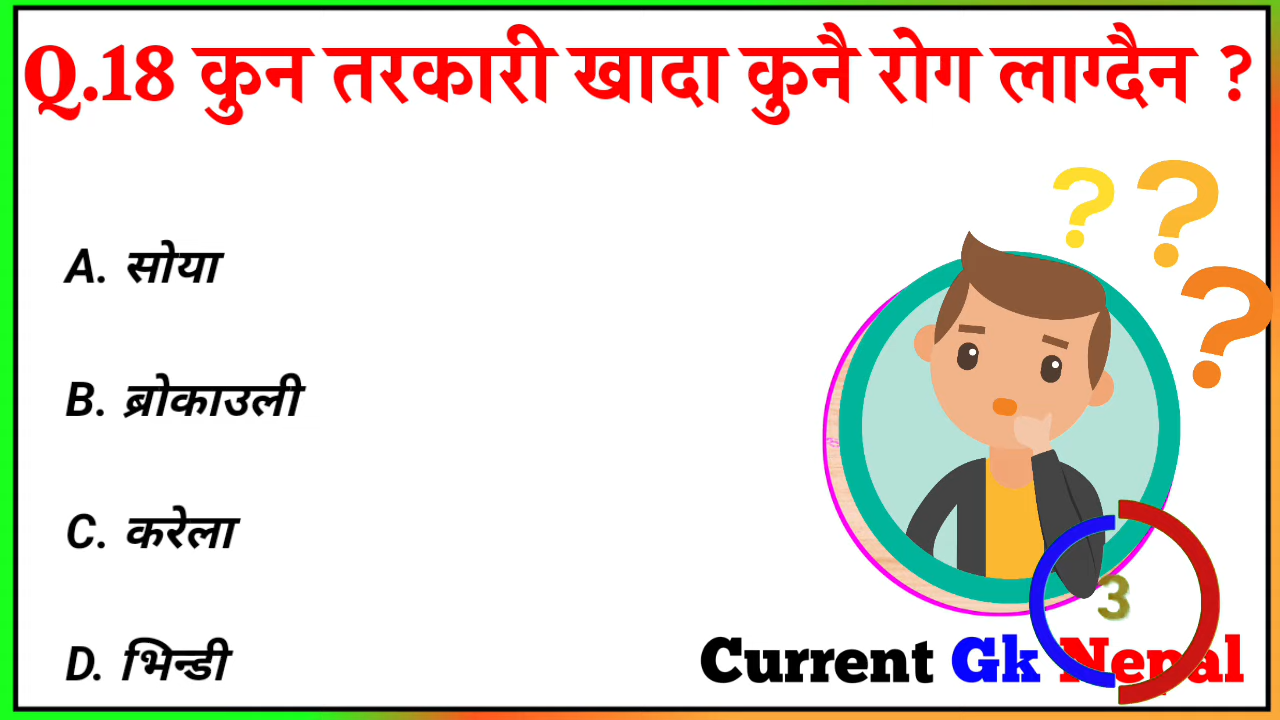 Q.18 कुन तरकारी खादा कुनै रोग लाग्दैन ?
A. सोया
B. ब्रोकाउली
C. करेला
D. भिन्डी
3
Current Gk Nepal